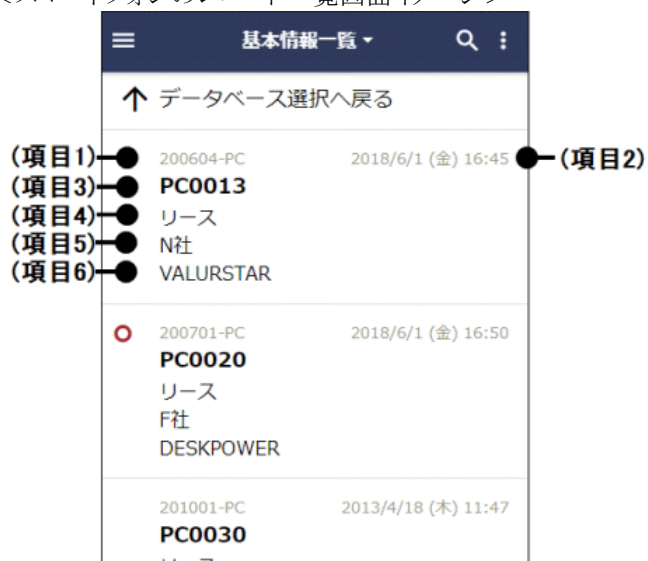 基本情報一覧
データベース選択へ戻る
(項目1) 200604-PC 2018/6/1 (金) 16:45 (項目2)
(項目3) PC0013
(項目4) リース
(項目5) N社
(項目6) VALURSTAR
200701-PC 2018/6/1 (金) 16:50
PC0020
リース
F社
DESKPOWER
201001-PC 2013/4/18 (木) 11:47
PC0030